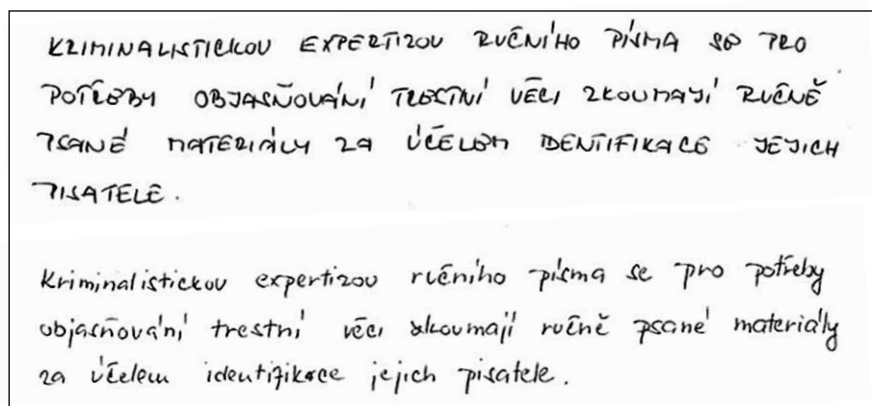 KRIMINALISTICKOU EXPERTIZOU RUČNÍHO PÍSMA SE PRO
POTŘEBY OBJASŇOVÁNÍ TRESTNÍ VĚCI ZKOUMAJÍ RUČNĚ
PSANÉ MATERIÁLY ZA ÚČELEM IDENTIFIKACE JEJICH
PISATELE.
Kriminalistickou expertizou ručního písma se pro potřeby
objasňování trestní věci zkoumají ručně psané materiály
za účelem identifikace jejich pisatele.